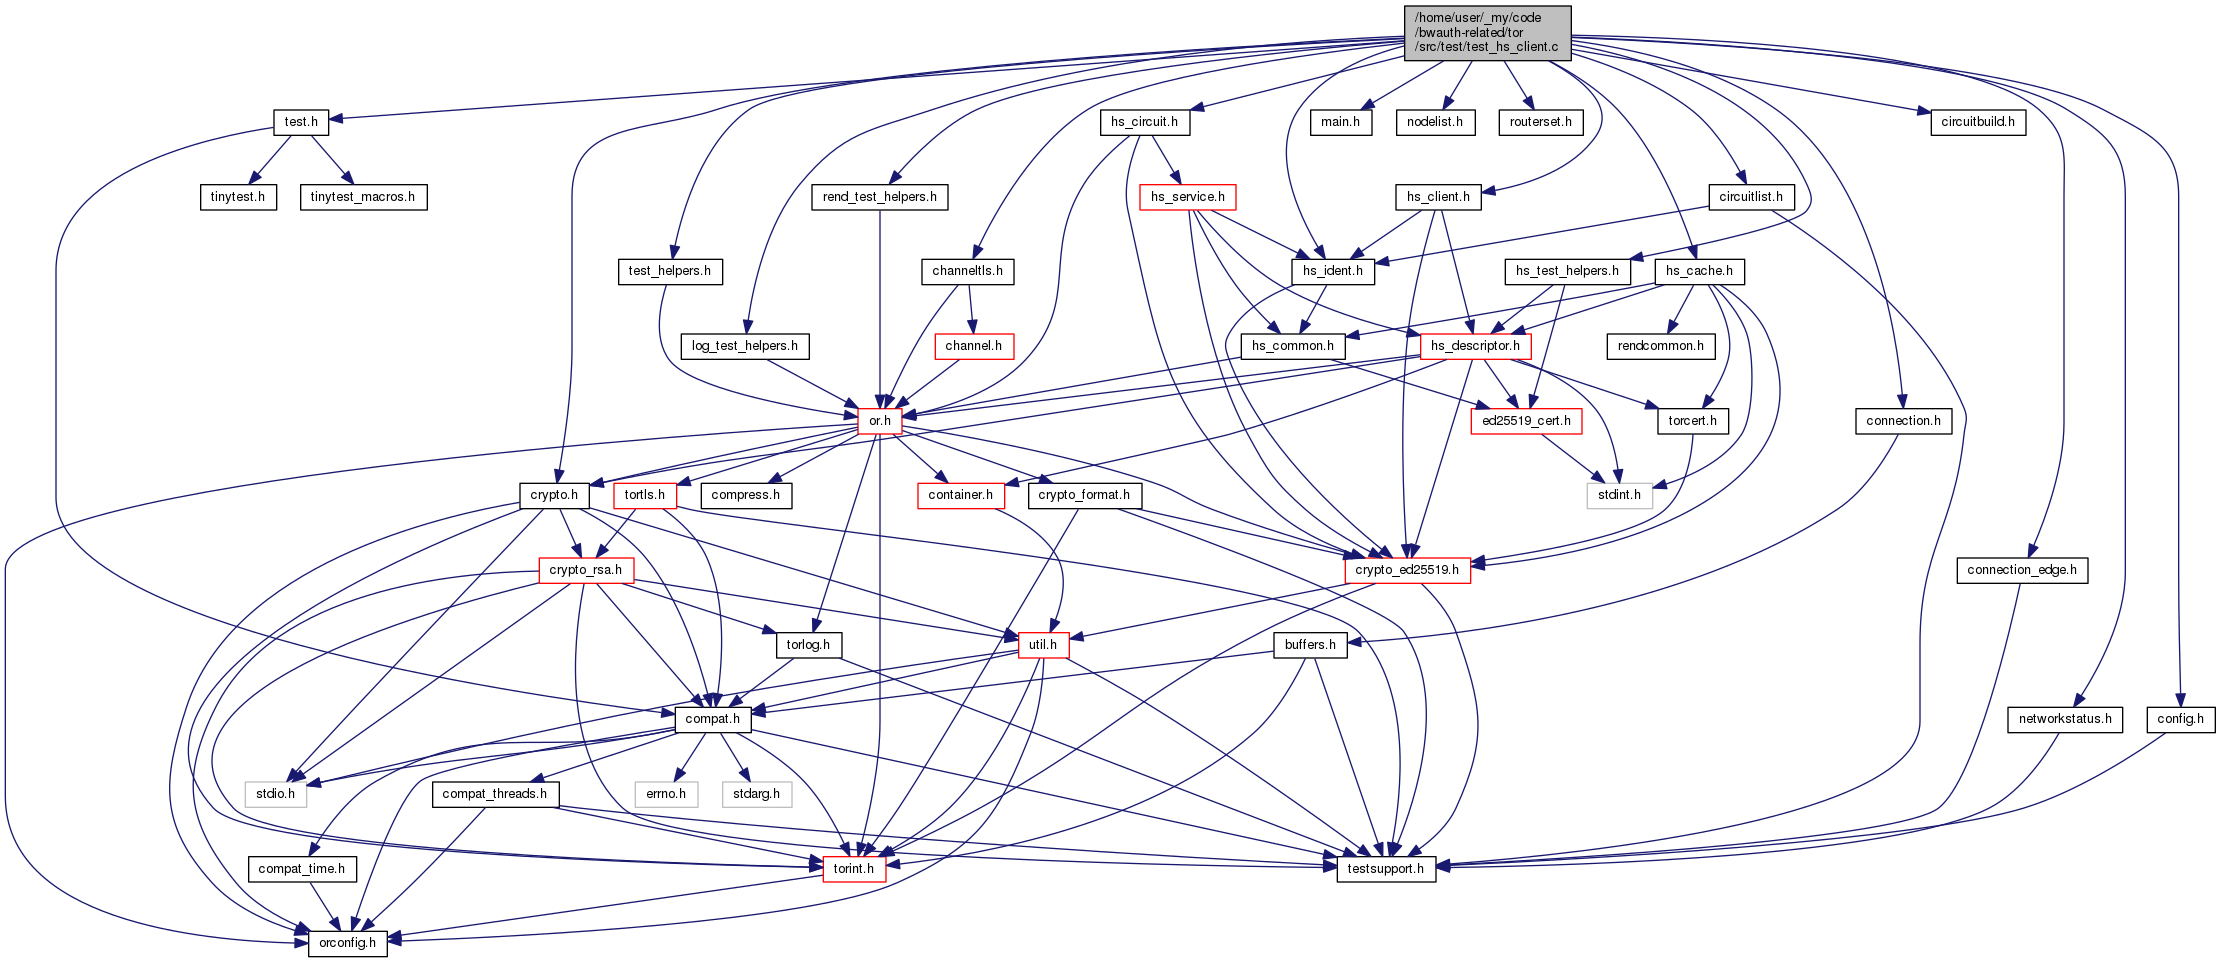 /home/user/_my/code
/bwauth-related/tor
/src/test/test_hs_client.c
test.h
hs_circuit.h
main.h
nodelist.h
routerset.h
circuitbuild.h
tinytest.h
tinytest_macros.h
rend_test_helpers.h
hs_service.h
hs_client.h
circuitlist.h
test_helpers.h
channeltls.h
hs_ident.h
hs_test_helpers.h
hs_cache.h
log_test_helpers.h
channel.h
hs_common.h
hs_descriptor.h
rendcommon.h
or.h
ed25519_cert.h
torcert.h
connection.h
crypto.h
tortls.h
compress.h
container.h
crypto_format.h
stdint.h
crypto_rsa.h
crypto_ed25519.h
connection_edge.h
torlog.h
util.h
buffers.h
compat.h
networkstatus.h
config.h
stdio.h
compat_threads.h
errno.h
stdarg.h
compat_time.h
torint.h
testsupport.h
orconfig.h